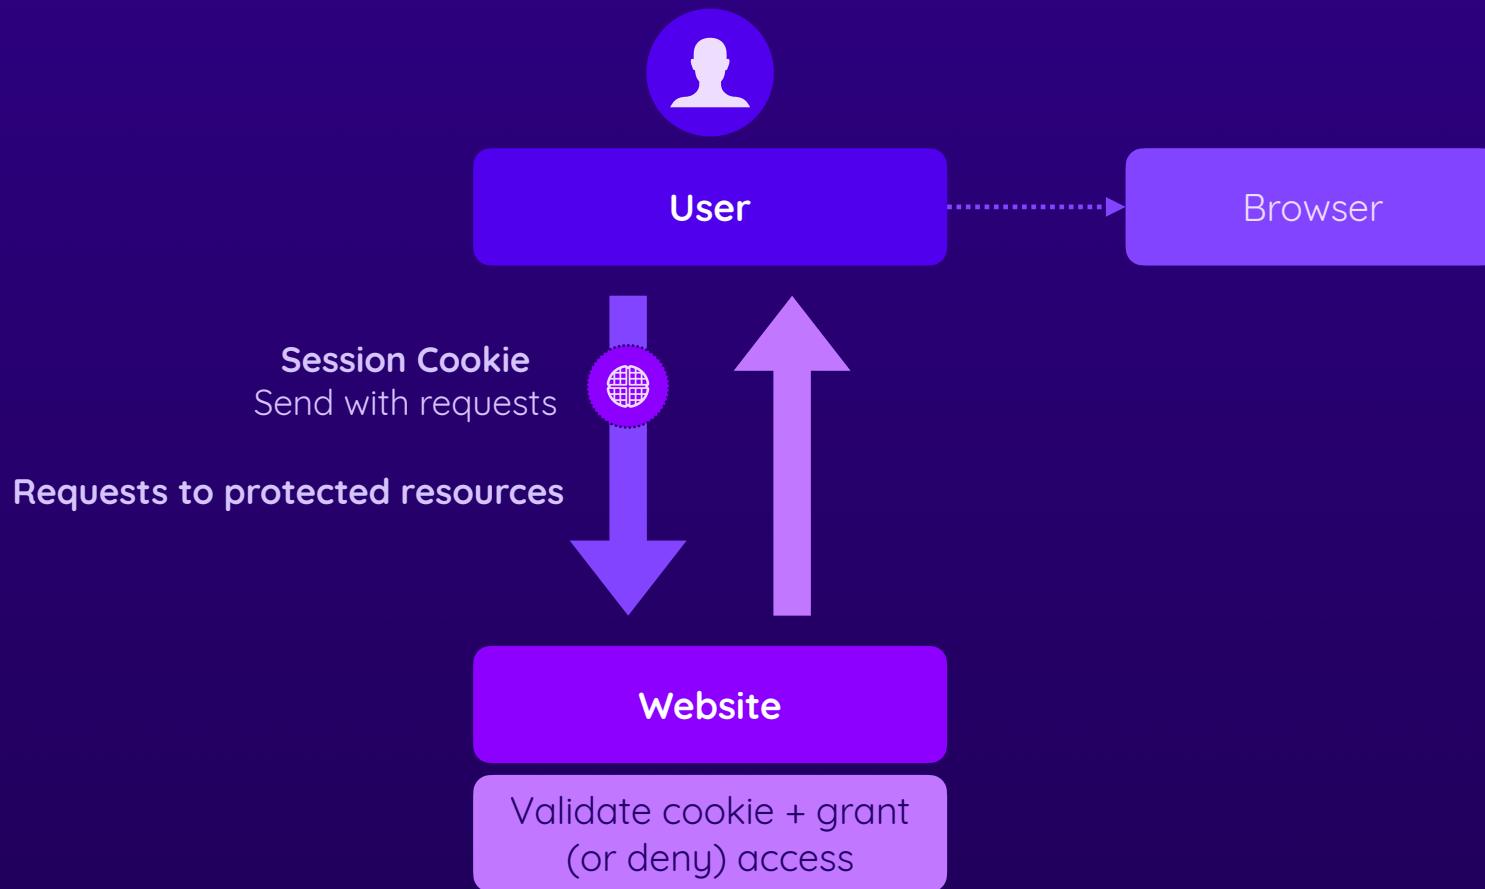 User
Browser
Session Cookie
Send with requests
Requests to protected resources
Website
Validate cookie + grant
(or deny) access